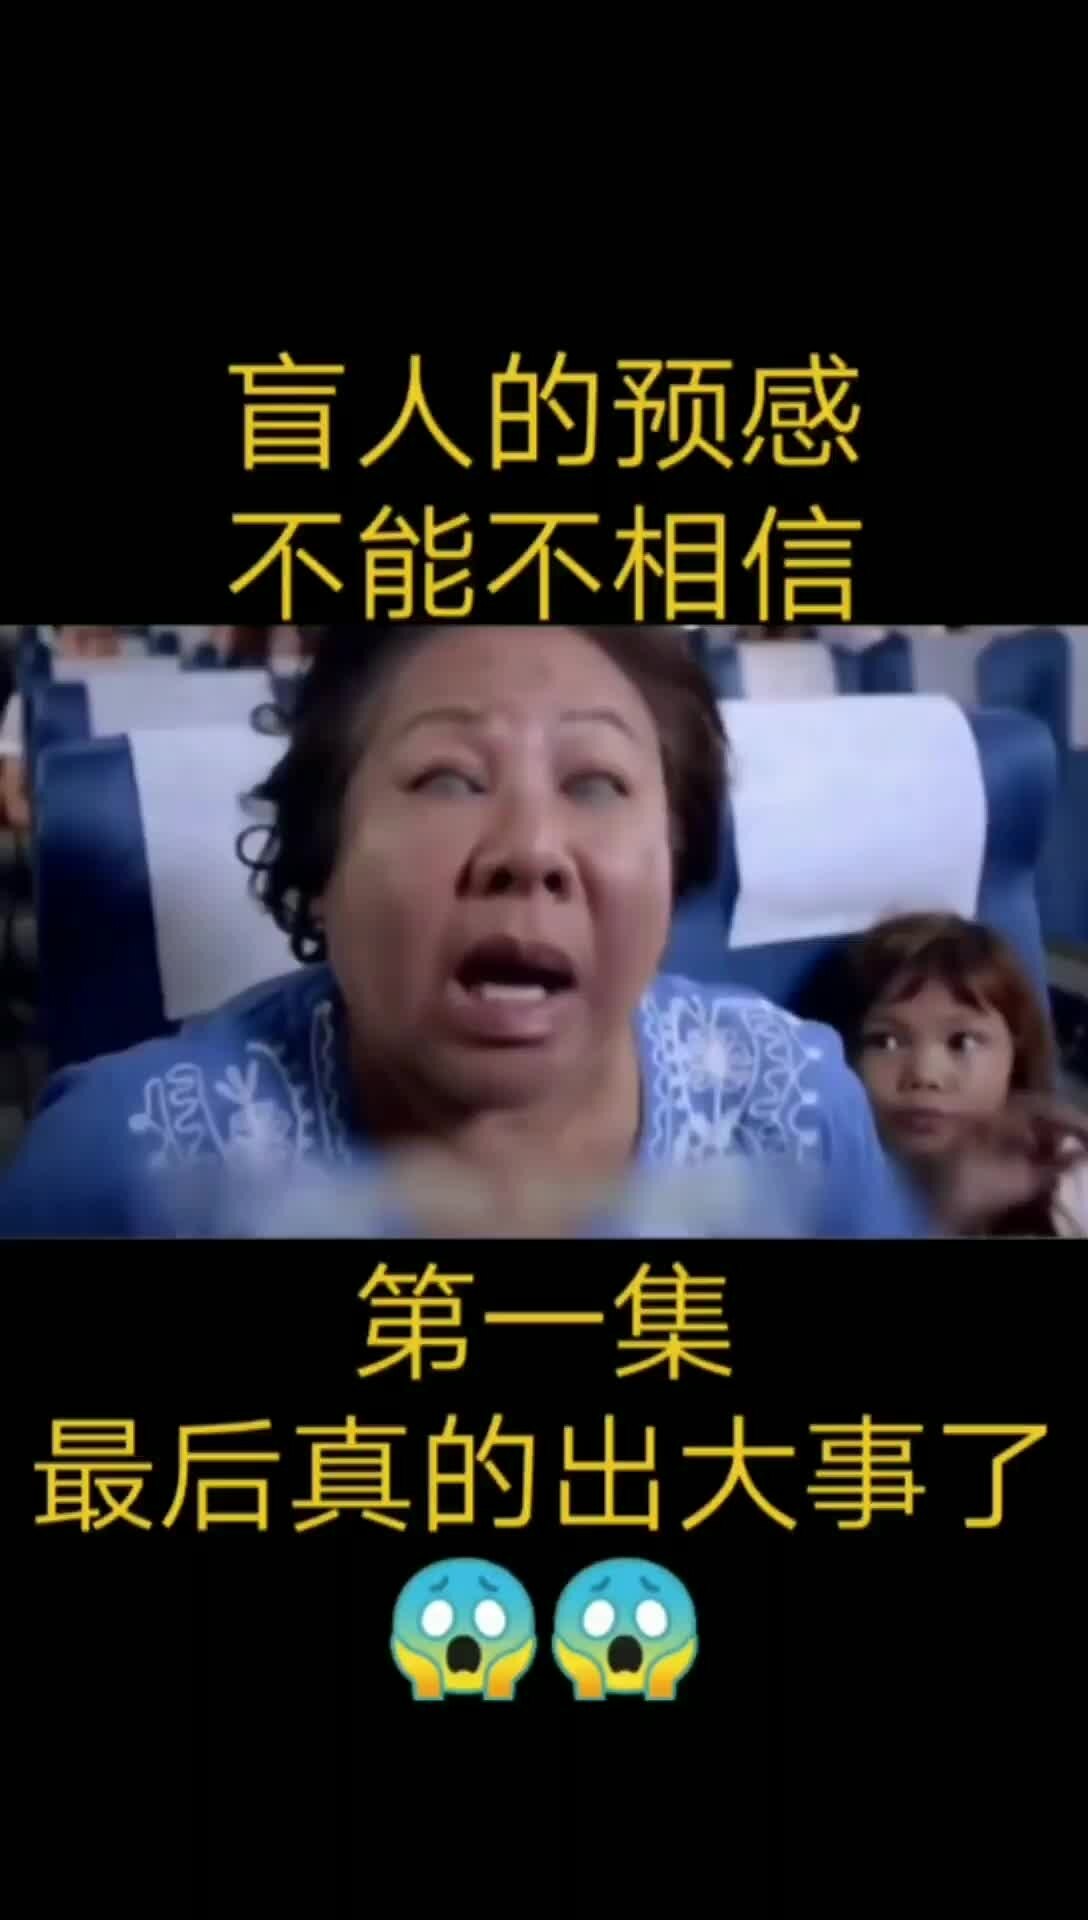 盲人的预感
不能不相信
第一集
最后真的出大事了